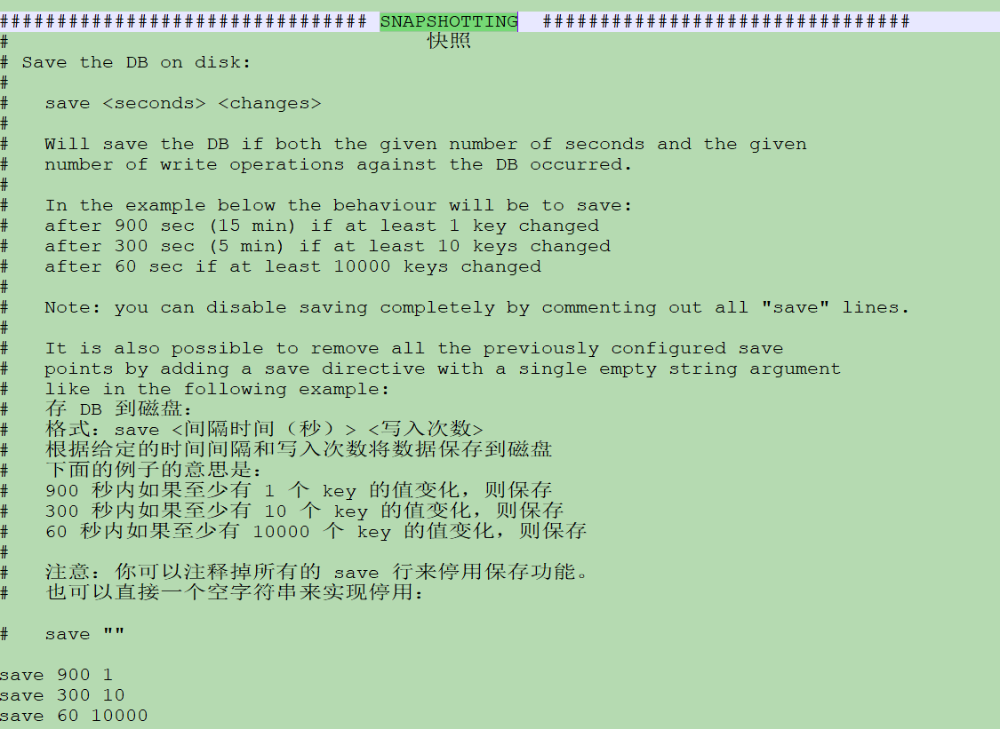 ################################ SNAPSHOTTING  ################################
#                                     快照
# Save the DB on disk:
#
#   save <seconds> <changes>
#
#   Will save the DB if both the given number of seconds and the given
#   number of write operations against the DB occurred.
#
#   In the example below the behaviour will be to save:
#   after 900 sec (15 min) if at least 1 key changed
#   after 300 sec (5 min) if at least 10 keys changed
#   after 60 sec if at least 10000 keys changed
#
#   Note: you can disable saving completely by commenting out all "save" lines.
#
#   It is also possible to remove all the previously configured save
#   points by adding a save directive with a single empty string argument
#   like in the following example:
#   存 DB 到磁盘：
#   格式：save <间隔时间（秒）> <写入次数>
#   根据给定的时间间隔和写入次数将数据保存到磁盘
#   下面的例子的意思是：
#   900 秒内如果至少有 1 个 key 的值变化，则保存
#   300 秒内如果至少有 10 个 key 的值变化，则保存
#   60 秒内如果至少有 10000 个 key 的值变化，则保存
#
#   注意：你可以注释掉所有的 save 行来停用保存功能。
#   也可以直接一个空字符串来实现停用：

#   save ""

save 900 1
save 300 10
save 60 10000